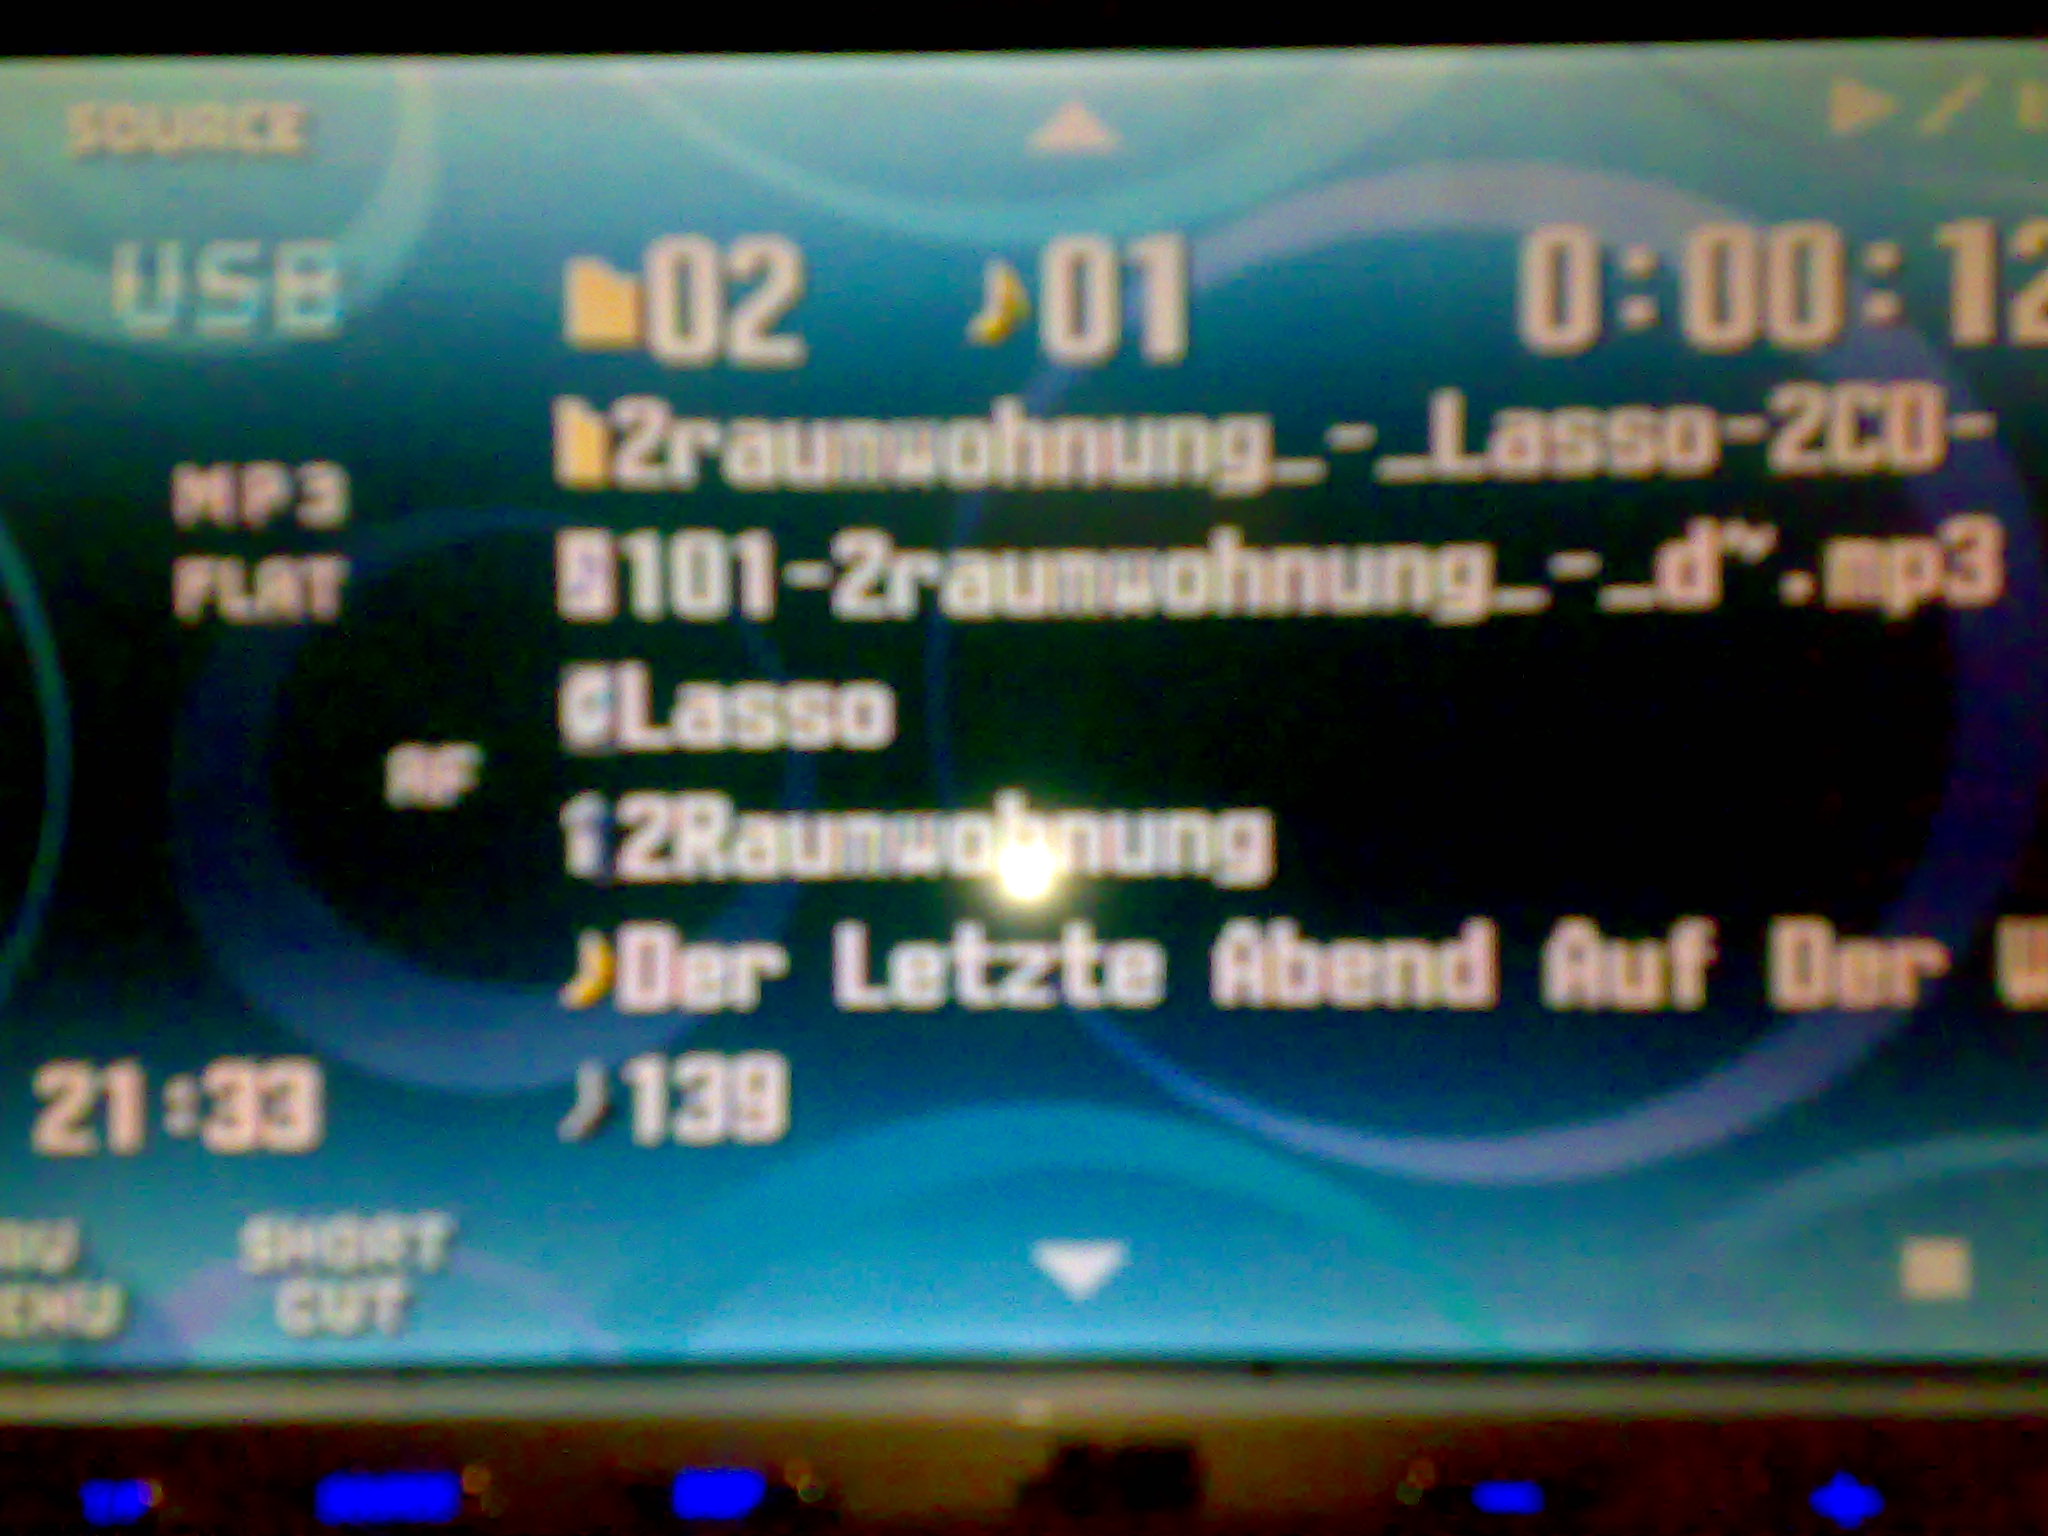 SOURCE
USB
02 01 0:00:12
2raumwohnung_-_Lasso-2CD-
MP3
101-2raumwohnung_-_d~.mp3
FLAT
Lasso
AF
2Raumwohnung
Der Letzte Abend Auf Der W
21:33
139
SHORT
CUT